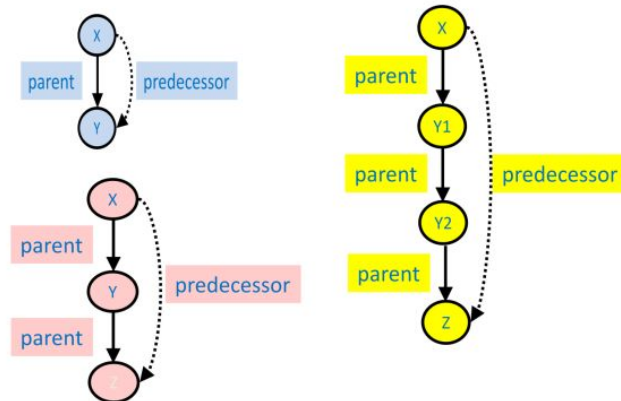 X
parent
predecessor
Y
X
parent
Y
predecessor
parent
Z
X
parent
Y1
parent
predecessor
Y2
parent
Z